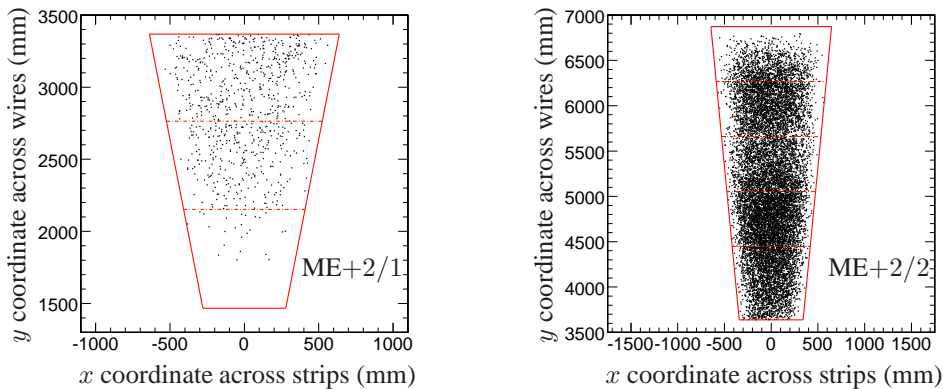 3500
3000
2500
2000
1500
y coordinate across wires (mm)
ME+2/1
-1000 -500 0 500 1000
x coordinate across strips (mm)
7000
6500
6000
5500
5000
4500
4000
3500
y coordinate across wires (mm)
ME+2/2
-1500 -1000 -500 0 500 1000 1500
x coordinate across strips (mm)